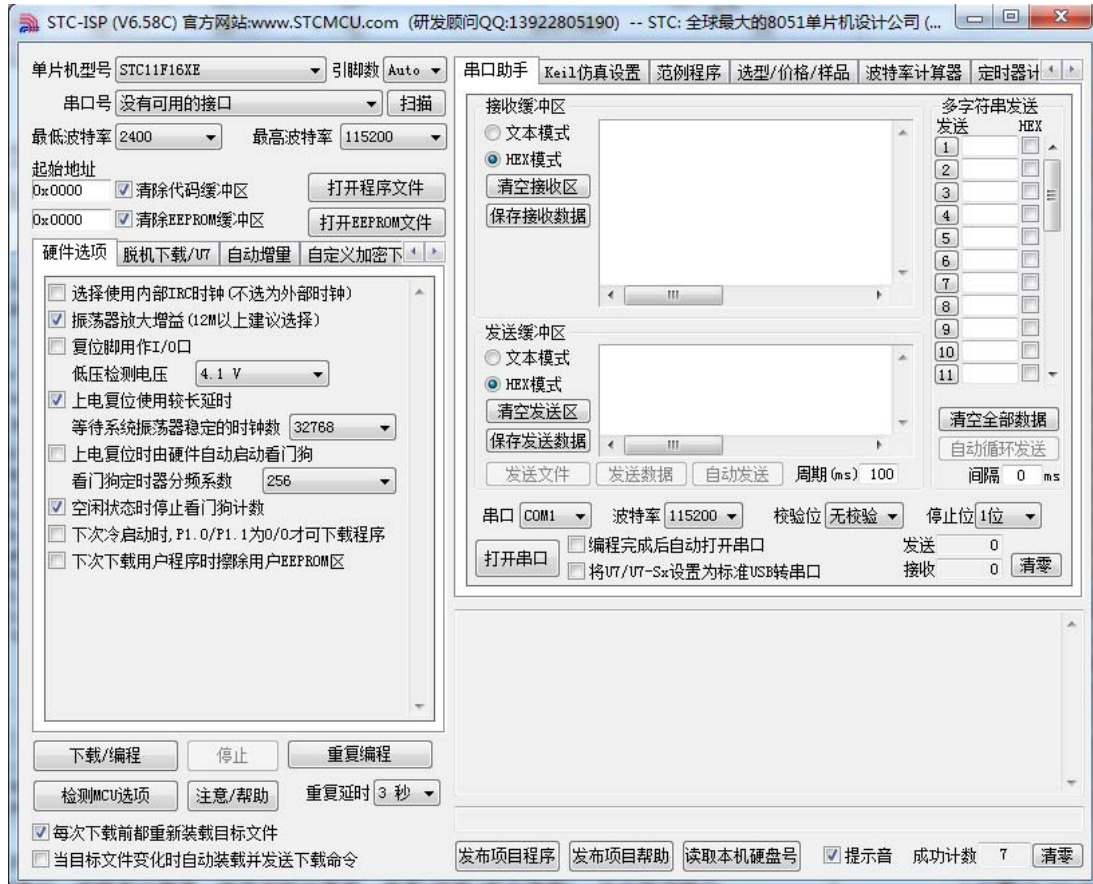 STC-ISP (V6.58C) 官方网站:www.STCMCU.com (研发顾问QQ:13922805190) -- STC: 全球最大的8051单片机设计公司 (...
单片机型号 STC11F16XE 引脚数 Auto
串口号 没有可用的接口 扫描
最低波特率 2400 最高波特率 115200
起始地址
0x0000 清除代码缓冲区 打开程序文件
0x0000 清除EEPROM缓冲区 打开EEPROM文件
硬件选项 脱机下载/U7 自动增量 自定义加密下
选择使用内部IRC时钟(不选为外部时钟)
振荡器放大增益(12M以上建议选择)
复位脚用作I/O口
低压检测电压 4.1 V
上电复位使用较长延时
等待系统振荡器稳定的时钟数 32768
上电复位时由硬件自动启动看门狗
看门狗定时器分频系数 256
空闲状态时停止看门狗计数
下次冷启动时,P1.0/P1.1为0/0才可下载程序
下次下载用户程序时擦除用户EEPROM区
下载/编程 停止 重复编程
检测MCU选项 注意/帮助 重复延时 3 秒
每次下载前都重新装载目标文件
当目标文件变化时自动装载并发送下载命令
串口助手 Keil仿真设置 范例程序 选型/价格/样品 波特率计算器 定时器计
接收缓冲区
文本模式
HEX模式
清空接收区
保存接收数据
多字符串发送
发送 HEX
1
2
3
4
5
6
7
8
9
10
11
清空全部数据
自动循环发送
间隔 0 ms
发送缓冲区
文本模式
HEX模式
清空发送区
保存发送数据
发送文件 发送数据 自动发送 周期(ms) 100
串口 COM1 波特率 115200 校验位 无校验 停止位 1位
打开串口 编程完成后自动打开串口 发送 0
将U7/U7-Sx设置为标准USB转串口 接收 0 清零
发布项目程序 发布项目帮助 读取本机硬盘号 提示音 成功计数 7 清零